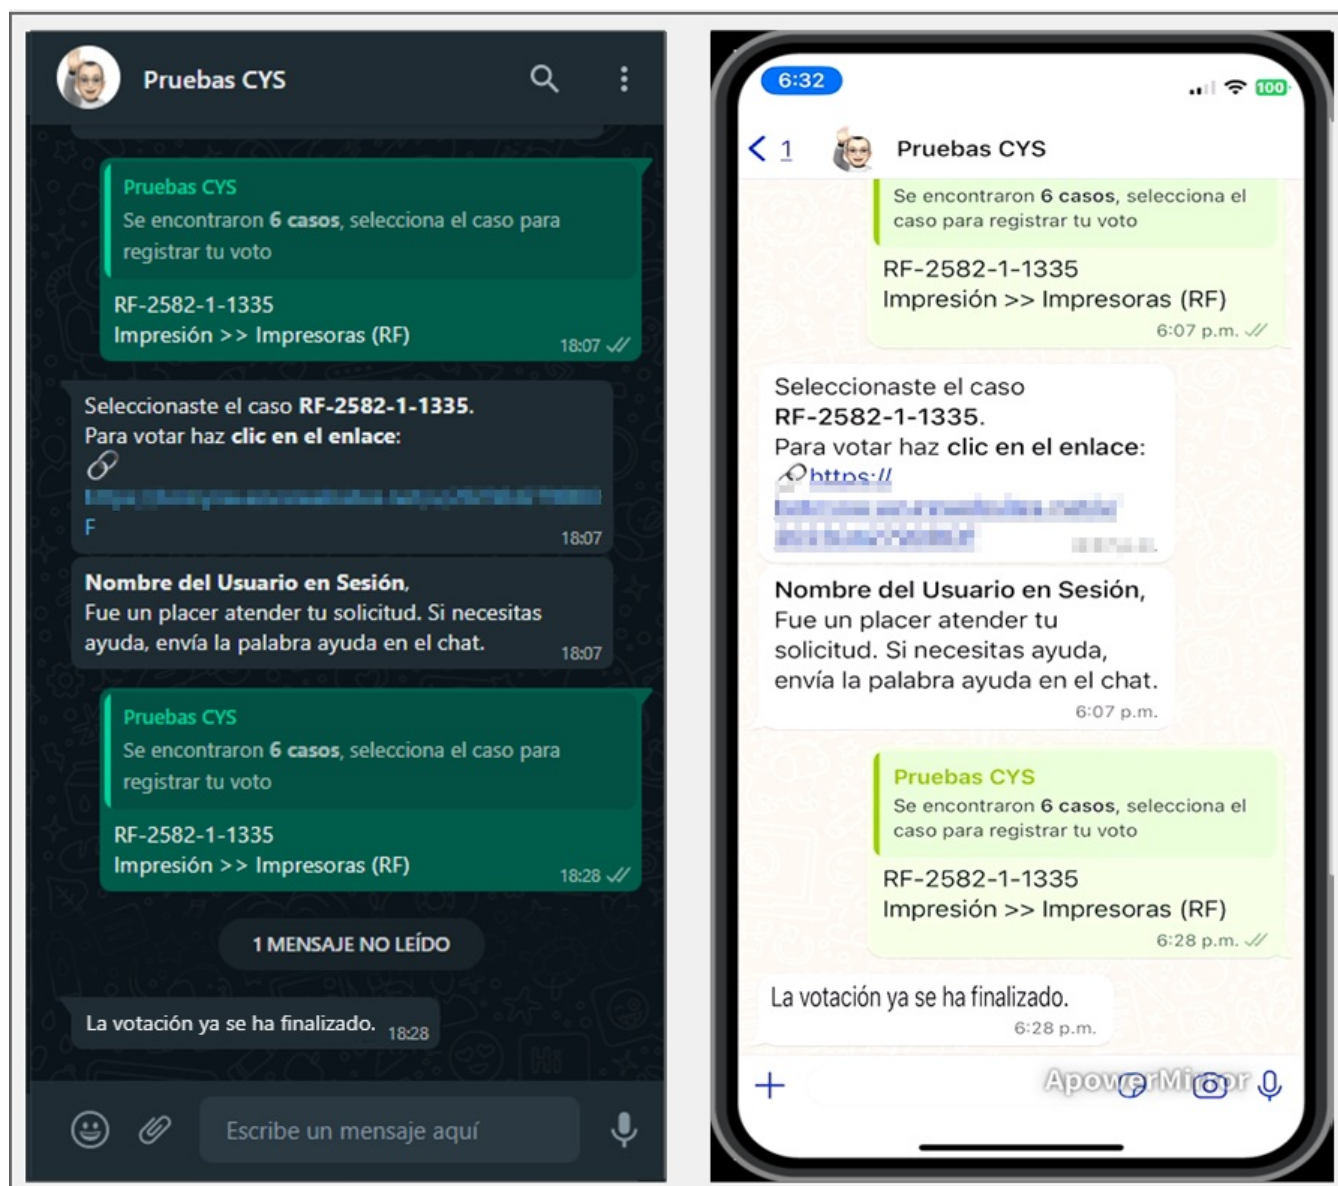 Pruebas CYS
Pruebas CYS
Se encontraron 6 casos, selecciona el caso para
registrar tu voto
RF-2582-1-1335
Impresión >> Impresoras (RF)
18:07
Seleccionaste el caso RF-2582-1-1335.
Para votar haz clic en el enlace:
F
18:07
Nombre del Usuario en Sesión,
Fue un placer atender tu solicitud. Si necesitas
ayuda, envía la palabra ayuda en el chat.
18:07
Pruebas CYS
Se encontraron 6 casos, selecciona el caso para
registrar tu voto
RF-2582-1-1335
Impresión >> Impresoras (RF)
18:28
1 MENSAJE NO LEÍDO
La votación ya se ha finalizado. 18:28
Escribe un mensaje aquí
6:32
100
1
Pruebas CYS
Se encontraron 6 casos, selecciona el
caso para registrar tu voto
RF-2582-1-1335
Impresión >> Impresoras (RF)
6:07 p.m.
Seleccionaste el caso
RF-2582-1-1335.
Para votar haz clic en el enlace:
https://
Nombre del Usuario en Sesión,
Fue un placer atender tu
solicitud. Si necesitas ayuda,
envía la palabra ayuda en el chat.
6:07 p.m.
Pruebas CYS
Se encontraron 6 casos, selecciona el
caso para registrar tu voto
RF-2582-1-1335
Impresión >> Impresoras (RF)
6:28 p.m.
La votación ya se ha finalizado.
6:28 p.m.
ApowerMirror